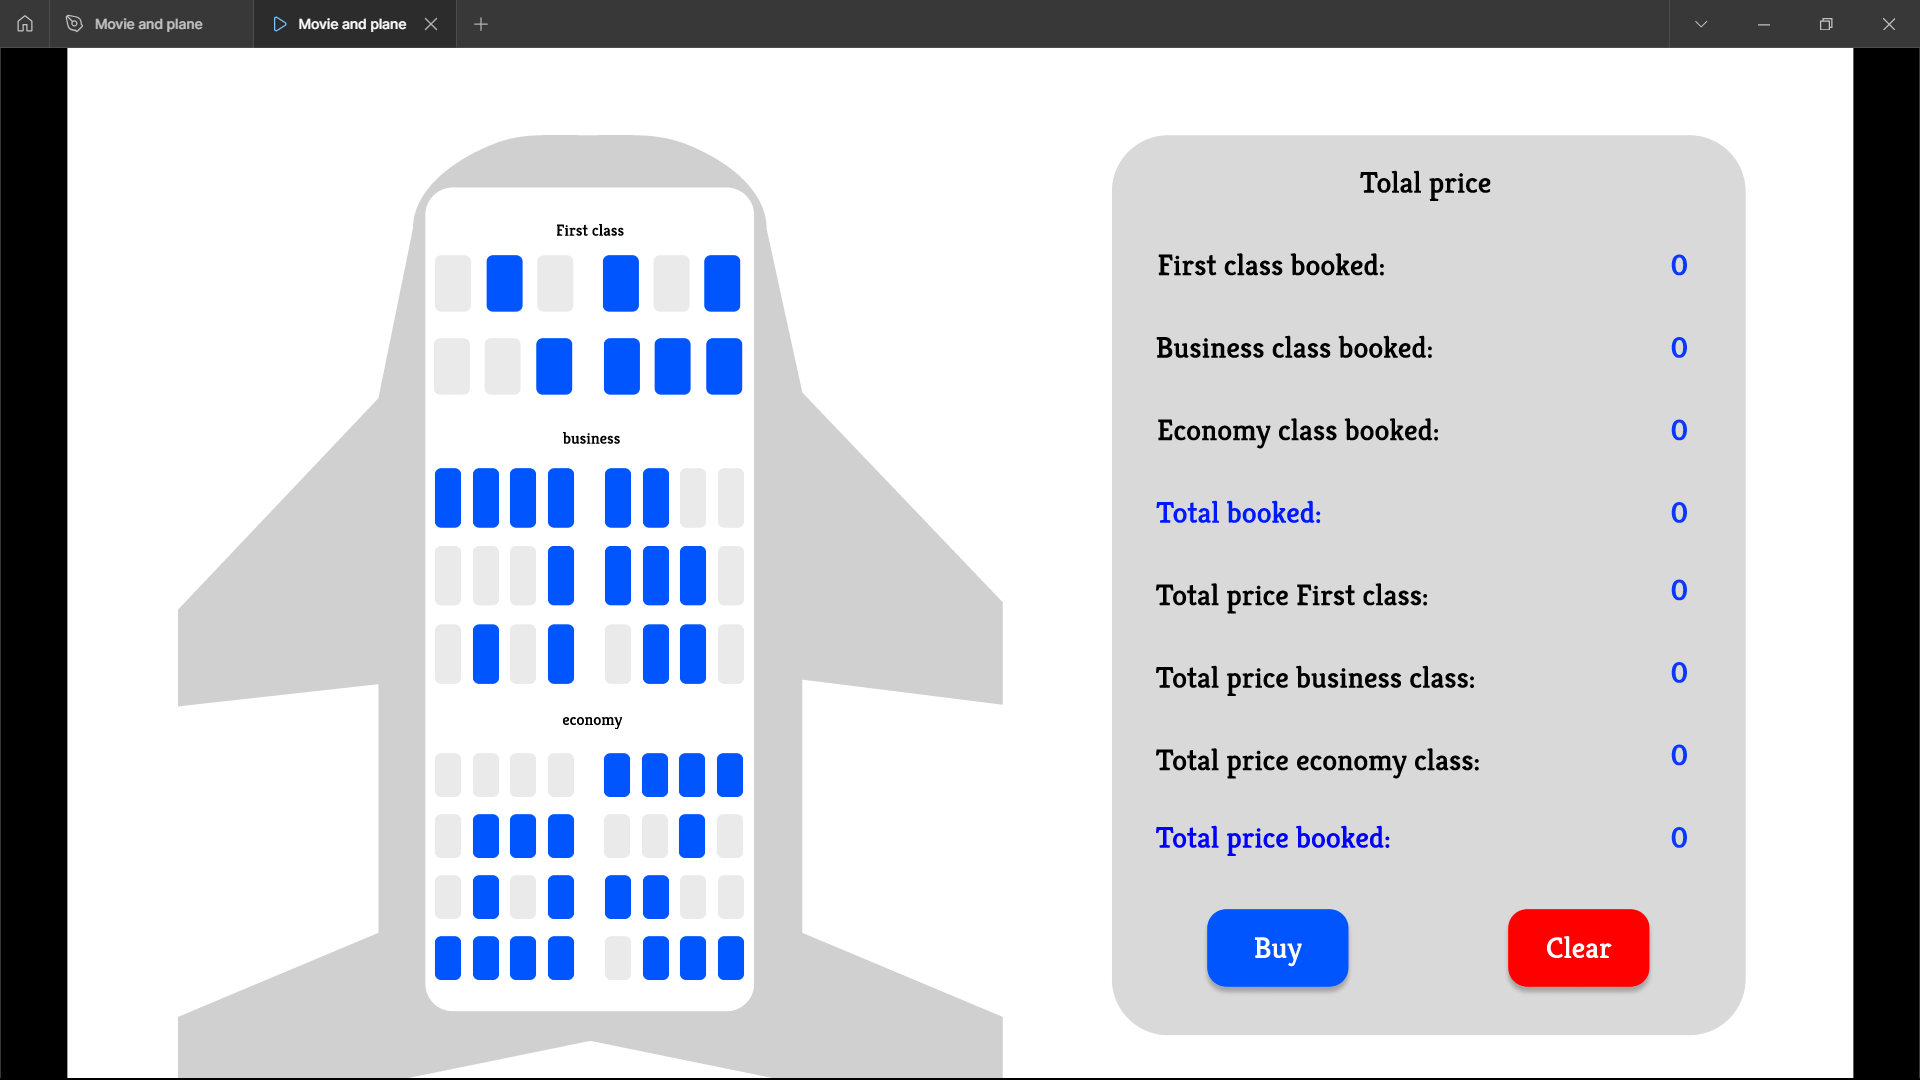 Movie and plane
Movie and plane
First class
business
economy
Tolal price
First class booked: 0
Business class booked: 0
Economy class booked: 0
Total booked: 0
Total price First class: 0
Total price business class: 0
Total price economy class: 0
Total price booked: 0
Buy
Clear